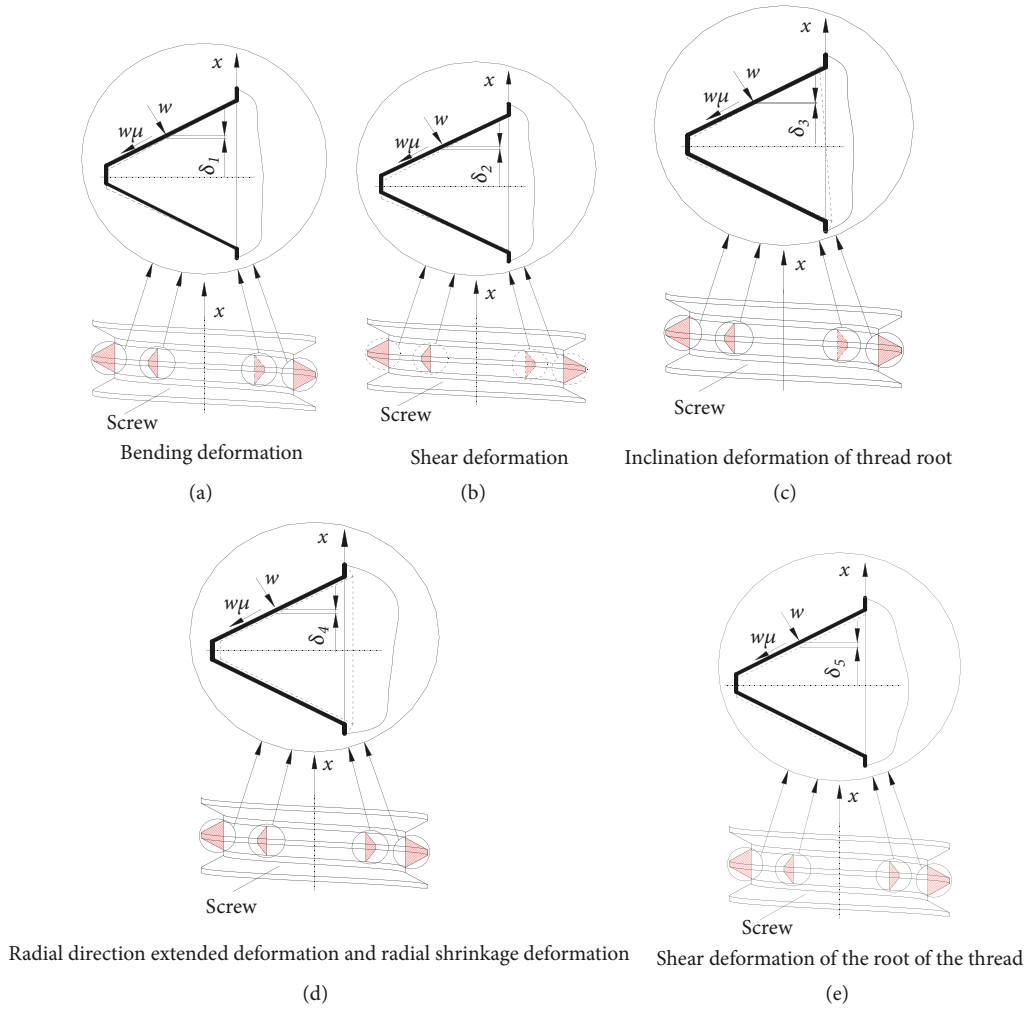 x
w
wμ
δ1
x
Screw
Bending deformation
(a)
x
w
wμ
δ2
x
Screw
Shear deformation
(b)
x
w
wμ
δ3
x
Screw
Inclination deformation of thread root
(c)
x
w
wμ
δ4
x
Screw
Radial direction extended deformation and radial shrinkage deformation
(d)
x
w
wμ
δ5
x
Screw
Shear deformation of the root of the thread
(e)